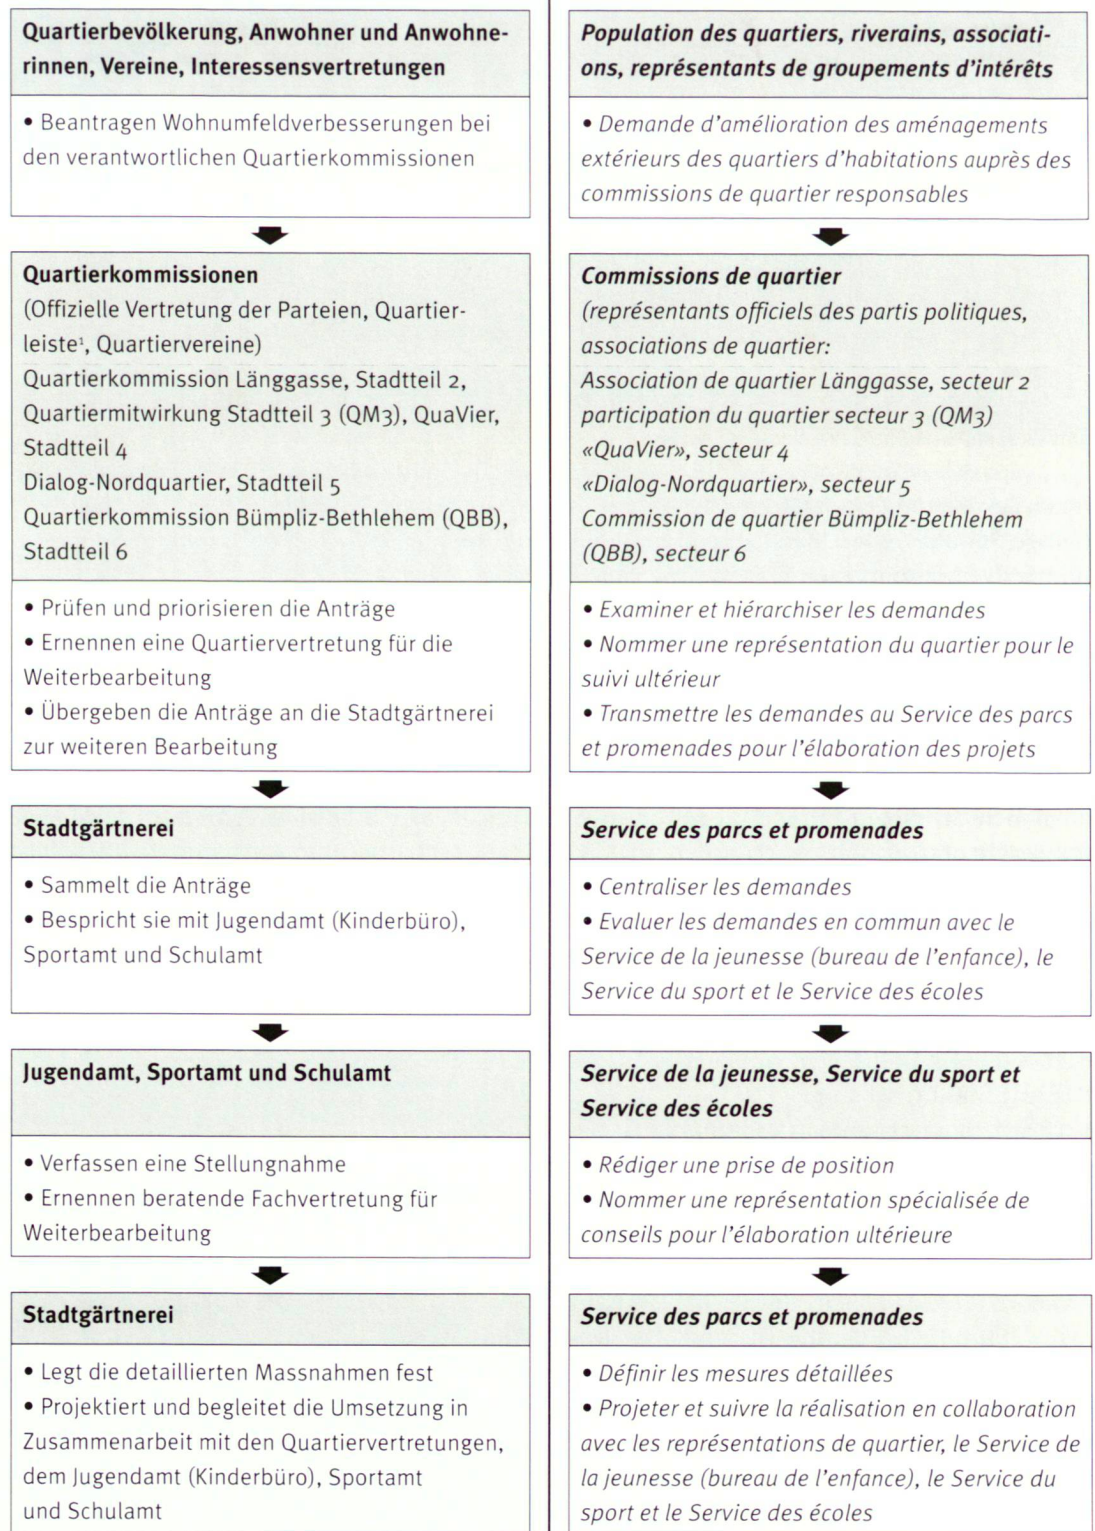 Quartierbevölkerung, Anwohner und Anwohne-
rinnen, Vereine, Interessensvertretungen
• Beantragen Wohnumfeldverbesserungen bei
den verantwortlichen Quartierkommissionen
Quartierkommissionen
(Offizielle Vertretung der Parteien, Quartier-
leiste¹, Quartiervereine)
Quartierkommission Länggasse, Stadtteil 2,
Quartiermitwirkung Stadtteil 3 (QM3), QuaVier,
Stadtteil 4
Dialog-Nordquartier, Stadtteil 5
Quartierkommission Bümpliz-Bethlehem (QBB),
Stadtteil 6
• Prüfen und priorisieren die Anträge
• Ernennen eine Quartiervertretung für die
Weiterbearbeitung
• Übergeben die Anträge an die Stadtgärtnerei
zur weiteren Bearbeitung
Stadtgärtnerei
• Sammelt die Anträge
• Bespricht sie mit Jugendamt (Kinderbüro),
Sportamt und Schulamt
Jugendamt, Sportamt und Schulamt
• Verfassen eine Stellungnahme
• Ernennen beratende Fachvertretung für
Weiterbearbeitung
Stadtgärtnerei
• Legt die detaillierten Massnahmen fest
• Projektiert und begleitet die Umsetzung in
Zusammenarbeit mit den Quartiervertretungen,
dem Jugendamt (Kinderbüro), Sportamt
und Schulamt
Population des quartiers, riverains, associati-
ons, représentants de groupements d'intérêts
• Demande d'amélioration des aménagements
extérieurs des quartiers d'habitations auprès des
commissions de quartier responsables
Commissions de quartier
(représentants officiels des partis politiques,
associations de quartier:
Association de quartier Länggasse, secteur 2
participation du quartier secteur 3 (QM3)
«QuaVier», secteur 4
«Dialog-Nordquartier», secteur 5
Commission de quartier Bümpliz-Bethlehem
(QBB), secteur 6
• Examiner et hiérarchiser les demandes
• Nommer une représentation du quartier pour le
suivi ultérieur
• Transmettre les demandes au Service des parcs
et promenades pour l'élaboration des projets
Service des parcs et promenades
• Centraliser les demandes
• Evaluer les demandes en commun avec le
Service de la jeunesse (bureau de l'enfance), le
Service du sport et le Service des écoles
Service de la jeunesse, Service du sport et
Service des écoles
• Rédiger une prise de position
• Nommer une représentation spécialisée de
conseils pour l'élaboration ultérieure
Service des parcs et promenades
• Définir les mesures détaillées
• Projeter et suivre la réalisation en collaboration
avec les représentations de quartier, le Service de
la jeunesse (bureau de l'enfance), le Service du
sport et le Service des écoles